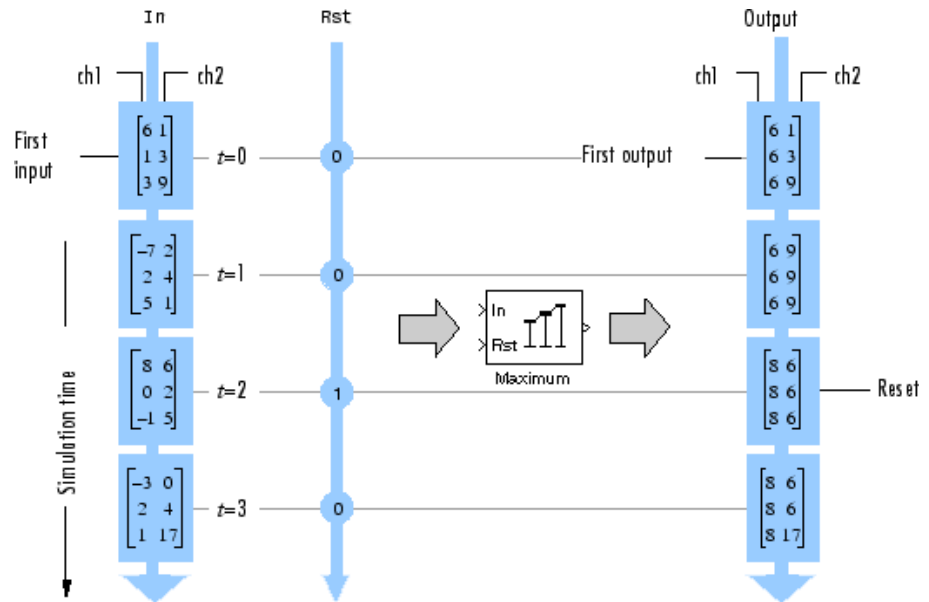 In Rst Output
ch1 ch2 ch1 ch2
First input
6 1
1 3
3 9
t=0
0
First output
6 1
6 3
6 9
-7 2
2 4
5 1
t=1
0
6 9
6 9
6 9
In
Rst
Maximum
Simulation time
8 6
0 2
-1 5
t=2
1
8 6
8 6
8 6
Reset
-3 0
2 4
1 17
t=3
0
8 6
8 6
8 17